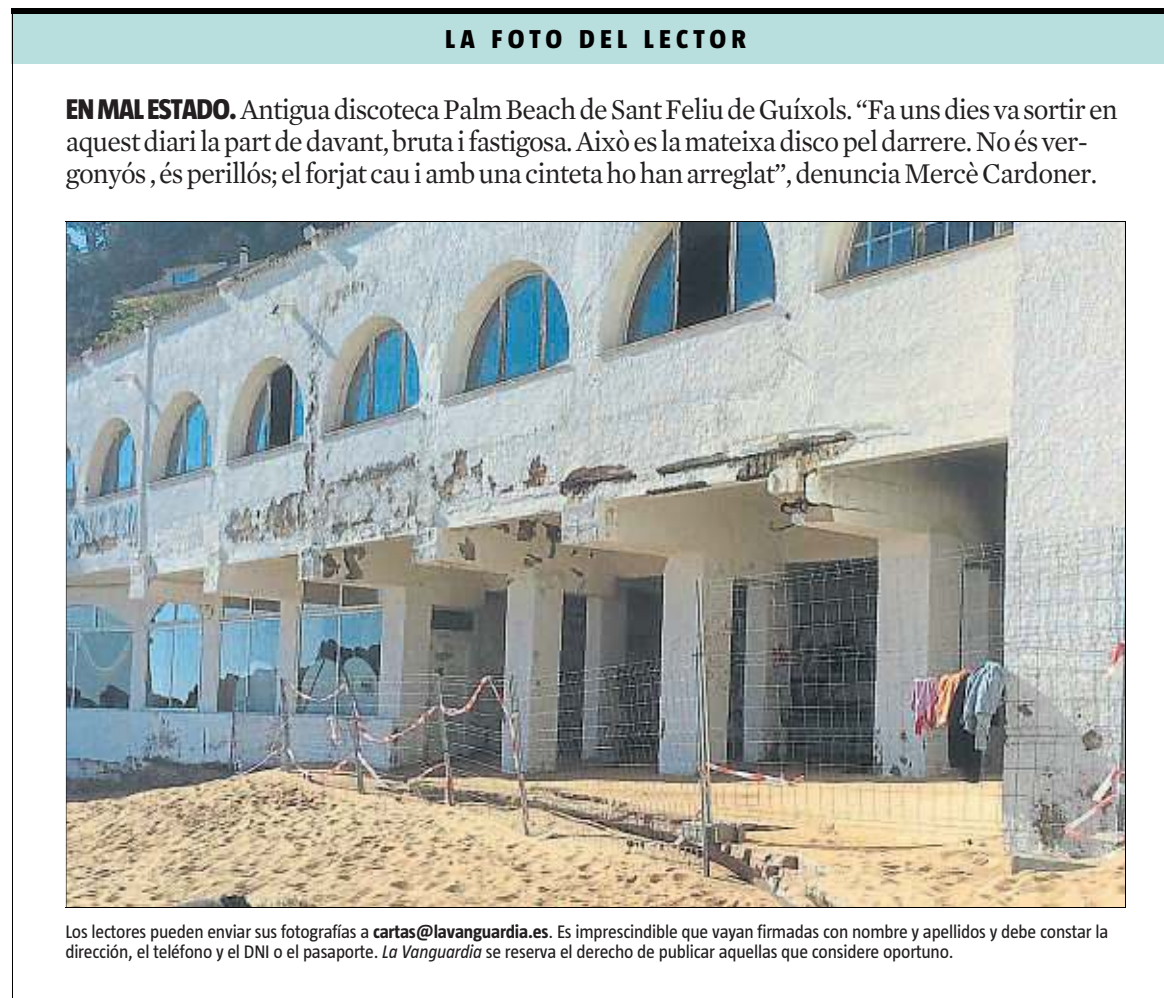 LA FOTO DEL LECTOR
EN MAL ESTADO. Antigua discoteca Palm Beach de Sant Feliu de Guíxols. “Fa uns dies va sortir en
aquest diari la part de davant, bruta i fastigosa. Això es la mateixa disco pel darrere. No és ver-
gonyós , és perillós; el forjat cau i amb una cinteta ho han arreglat”, denuncia Mercè Cardoner.
Los lectores pueden enviar sus fotografías a cartas@lavanguardia.es. Es imprescindible que vayan firmadas con nombre y apellidos y debe constar la
dirección, el teléfono y el DNI o el pasaporte. La Vanguardia se reserva el derecho de publicar aquellas que considere oportuno.